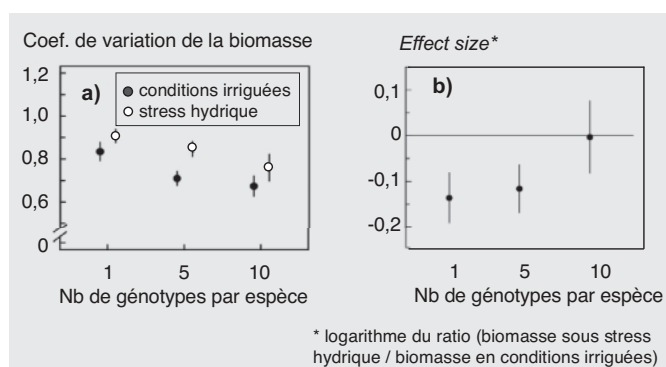 Coef. de variation de la biomasse
1,2
1,0
0,8
0,6
0
a)
conditions irriguées
stress hydrique
1 5 10
Nb de génotypes par espèce
Effect size*
b)
0,1
0
-0,1
-0,2
1 5 10
Nb de génotypes par espèce
* logarithme du ratio (biomasse sous stress
hydrique / biomasse en conditions irriguées)